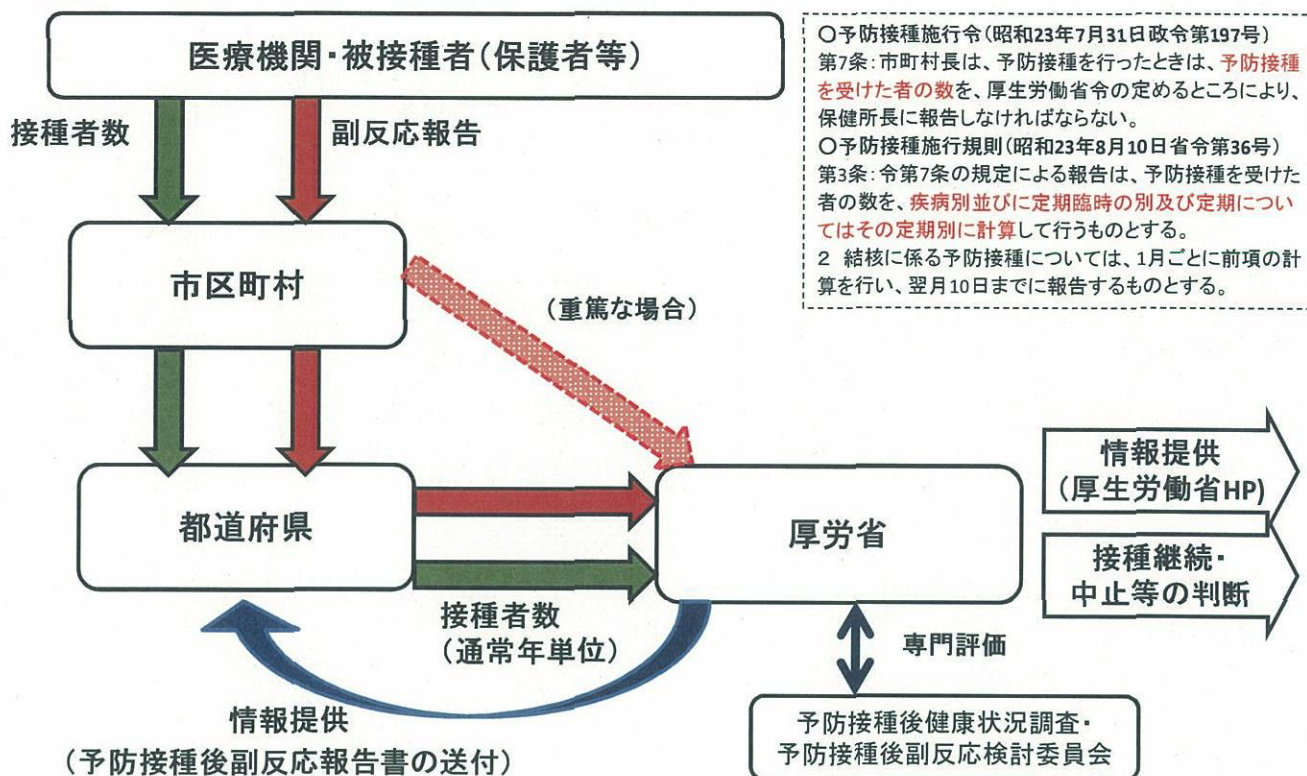 医療機関・被接種者(保護者等)
接種者数
副反応報告
○予防接種施行令(昭和23年7月31日政令第197号)
第7条:市町村長は、予防接種を行ったときは、予防接種
を受けた者の数を、厚生労働省令の定めるところにより、
保健所長に報告しなければならない。
○予防接種施行規則(昭和23年8月10日省令第36号)
第3条:令第7条の規定による報告は、予防接種を受けた
者の数を、疾病別並びに定期臨時の別及び定期につい
てはその定期別に計算して行うものとする。
2 結核に係る予防接種については、1月ごとに前項の計
算を行い、翌月10日までに報告するものとする。
市区町村
(重篤な場合)
都道府県
厚労省
情報提供
(厚生労働省HP)
接種継続・
中止等の判断
接種者数
(通常年単位)
専門評価
情報提供
(予防接種後副反応報告書の送付)
予防接種後健康状況調査・
予防接種後副反応検討委員会